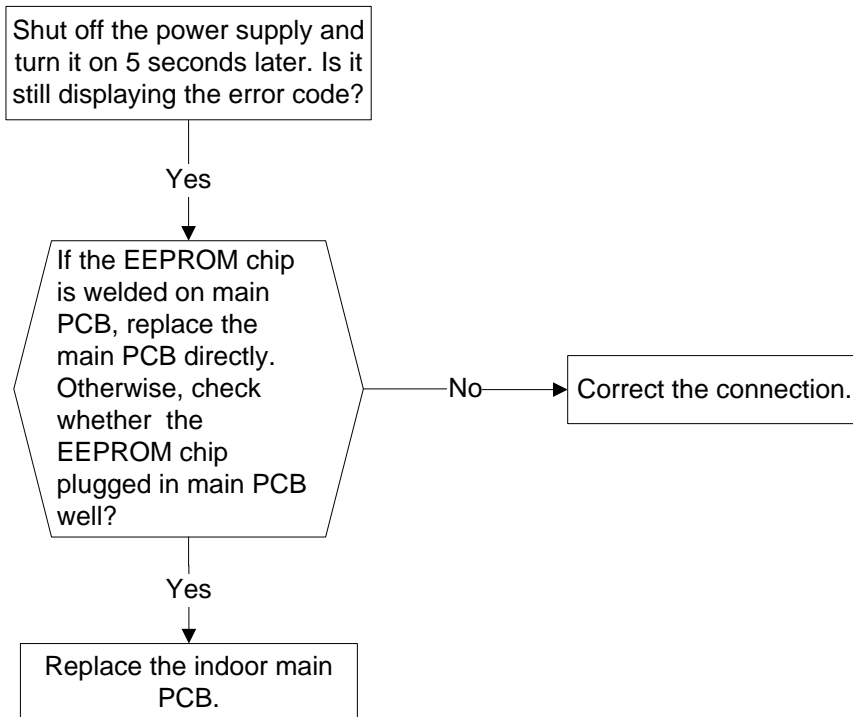 Shut off the power supply and
turn it on 5 seconds later. Is it
still displaying the error code?
Yes
If the EEPROM chip
is welded on main
PCB, replace the
main PCB directly.
Otherwise, check
whether  the
EEPROM chip
plugged in main PCB
well?
No
Correct the connection.
Yes
Replace the indoor main
PCB.